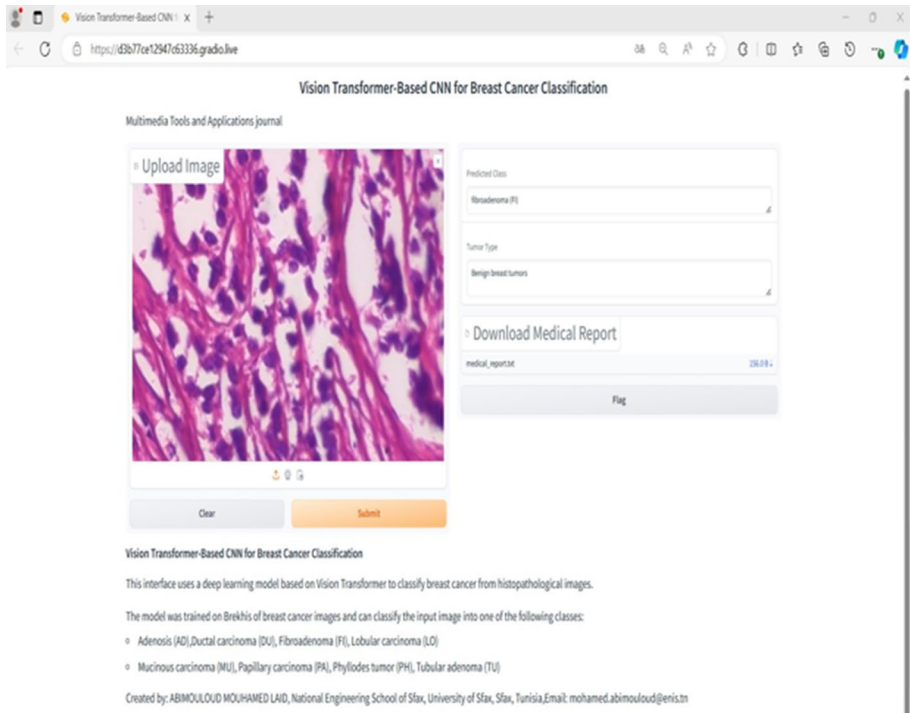 Vision Transformer-Based CNN
https://d3b77ce12947c63336.gradio.live
Vision Transformer-Based CNN for Breast Cancer Classification
Multimedia Tools and Applications journal
Upload Image
Predicted Class
fibroadenoma (FI)
Tumor Type
Benign breast tumors
Download Medical Report
medical_report.txt
156.0 B ↓
Flag
Clear
Submit
Vision Transformer-Based CNN for Breast Cancer Classification
This interface uses a deep learning model based on Vision Transformer to classify breast cancer from histopathological images.
The model was trained on Brekhis of breast cancer images and can classify the input image into one of the following classes:
Adenosis (AD),Ductal carcinoma (DU), Fibroadenoma (FI), Lobular carcinoma (LO)
Mucinous carcinoma (MU), Papillary carcinoma (PA), Phyllodes tumor (PH), Tubular adenoma (TU)
Created by: ABIMOULOUD MOUHAMED LAID, National Engineering School of Sfax, University of Sfax, Sfax, Tunisia,Email: mohamed.abimouloud@enis.tn